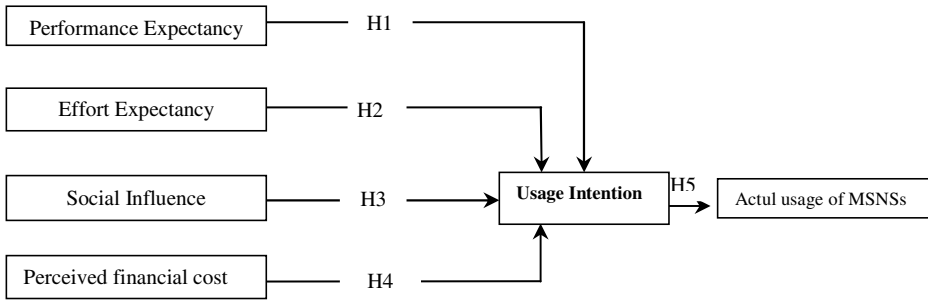 Performance Expectancy
H1
Effort Expectancy
H2
Social Influence
H3
Usage Intention
H5
Actul usage of MSNSs
Perceived financial cost
H4